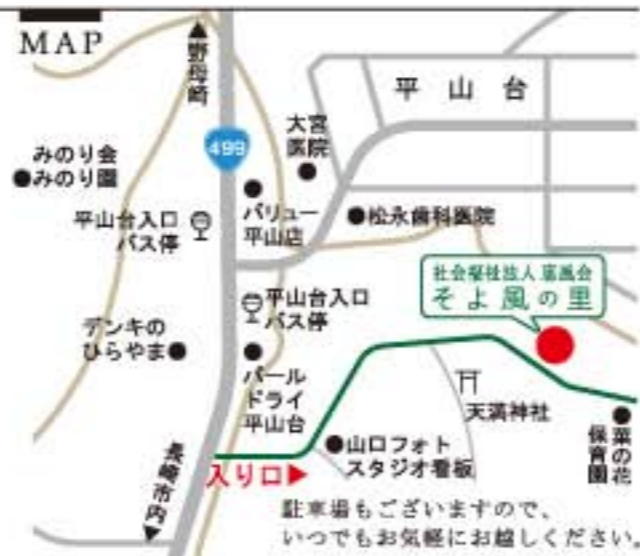 MAP
▲野母崎
499
平山台
大宮
医院
みのり会
●みのり園
バリュー
平山店
●松永歯科医院
平山台入口
バス停
社会福祉法人 恵風会
そよ風の里
平山台入口
バス停
デンキの
ひらやま●
パール
ドライ
平山台
天満神社
菜の花
保育園
●山口フォト
スタジオ看板
長崎市内▼
入り口▶
駐車場もございますので、
いつでもお気軽にお越しください。